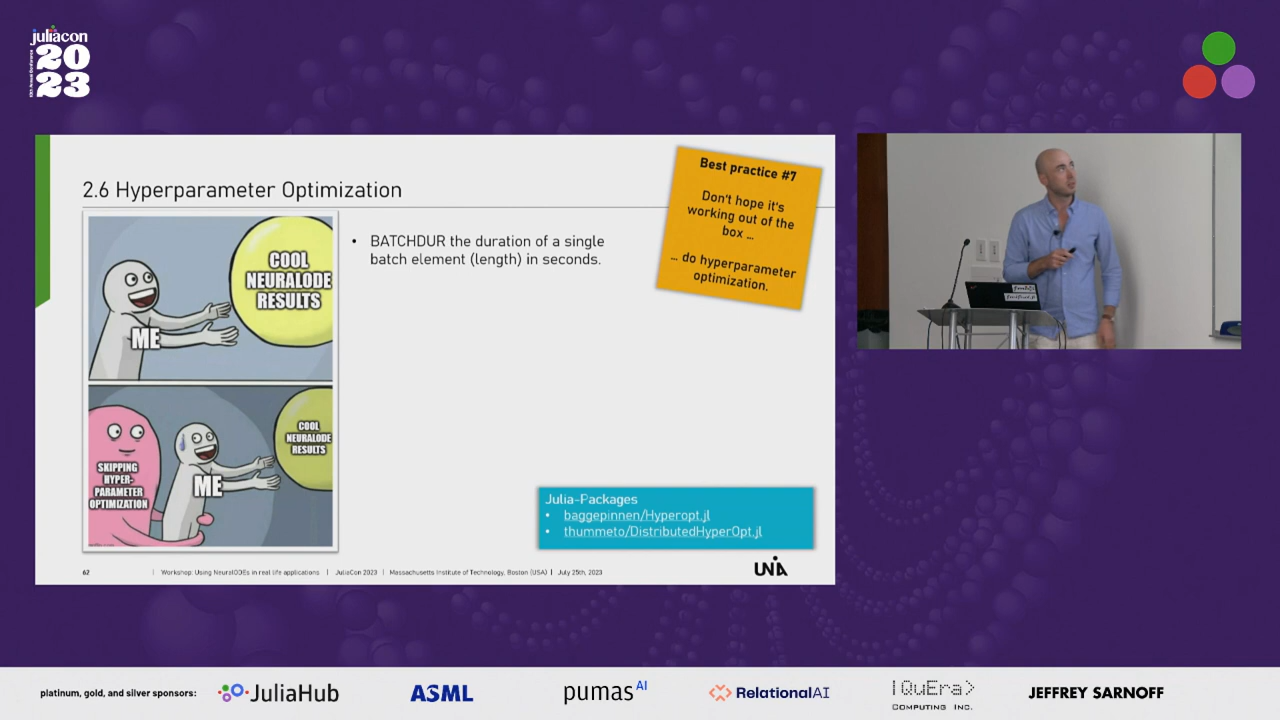 juliacon
20
23
2.6 Hyperparameter Optimization
Best practice #7
Don't hope it's
working out of the
box ...
... do hyperparameter
optimization.
COOL
NEURALODE
RESULTS
ME
COOL
NEURALODE
RESULTS
SKIPPING
HYPER-
PARAMETER
OPTIMIZATION
ME
• BATCHDUR the duration of a single
batch element (length) in seconds.
Julia-Packages
• baggepinnen/Hyperopt.jl
• thummeto/DistributedHyperOpt.jl
62 | Workshop: Using NeuralODEs in real life applications | JuliaCon 2023 | Massachusetts Institute of Technology, Boston (USA) | July 25th, 2023
UNIA
platinum, gold, and silver sponsors:
JuliaHub
ASML
pumas AI
RelationalAI
|QuEra>
COMPUTING INC.
JEFFREY SARNOFF